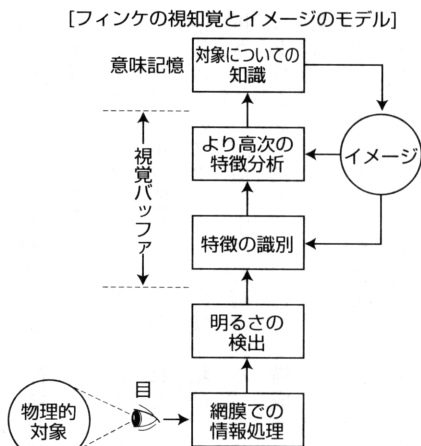 [フィンケの視知覚とイメージのモデル]
意味記憶
対象についての
知識
より高次の
特徴分析
イメージ
視覚バッファ
特徴の識別
明るさの
検出
目
物理的
対象
網膜での
情報処理